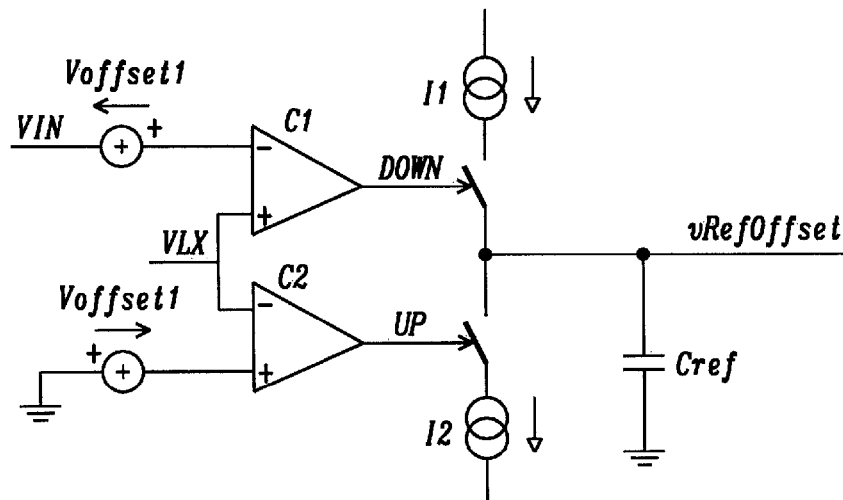 Voffset1
I1
VIN
+
+
C1
-
DOWN
+
VLX
vRefOffset
C2
Voffset1
-
UP
+
+
+
Cref
I2